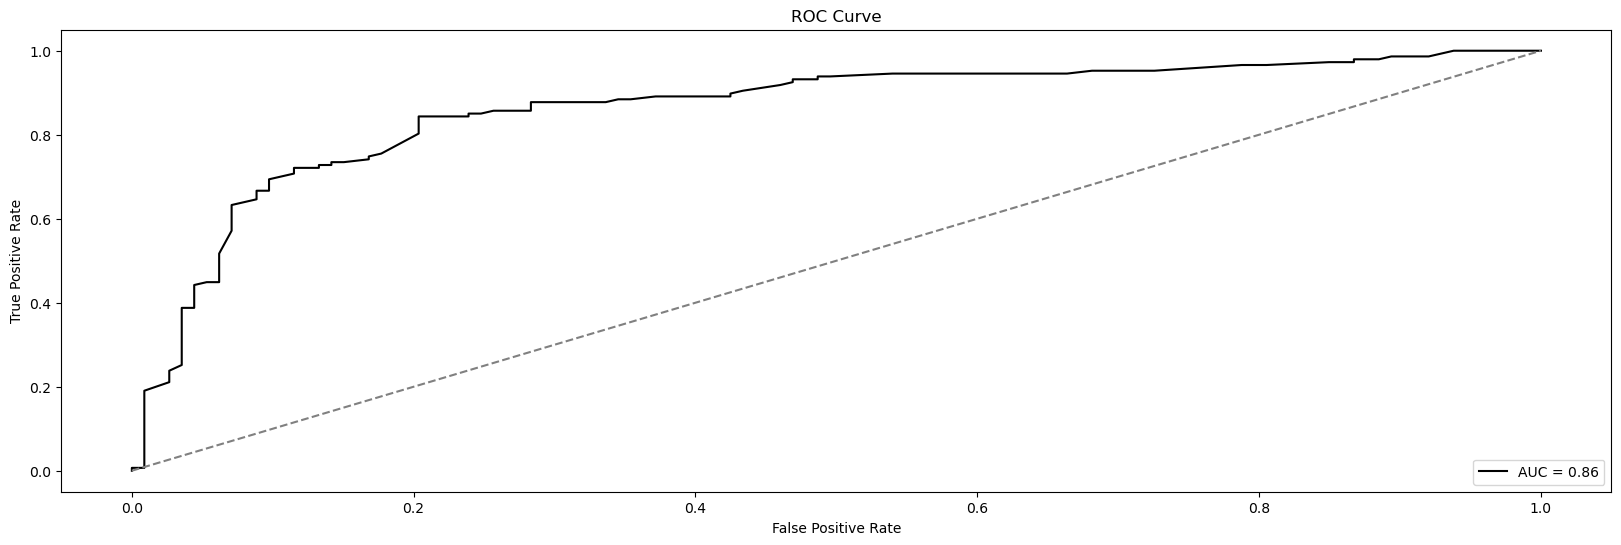 ROC Curve
1.0
0.8
0.6
0.4
0.2
0.0
True Positive Rate
AUC = 0.86
0.0 0.2 0.4 0.6 0.8 1.0
False Positive Rate